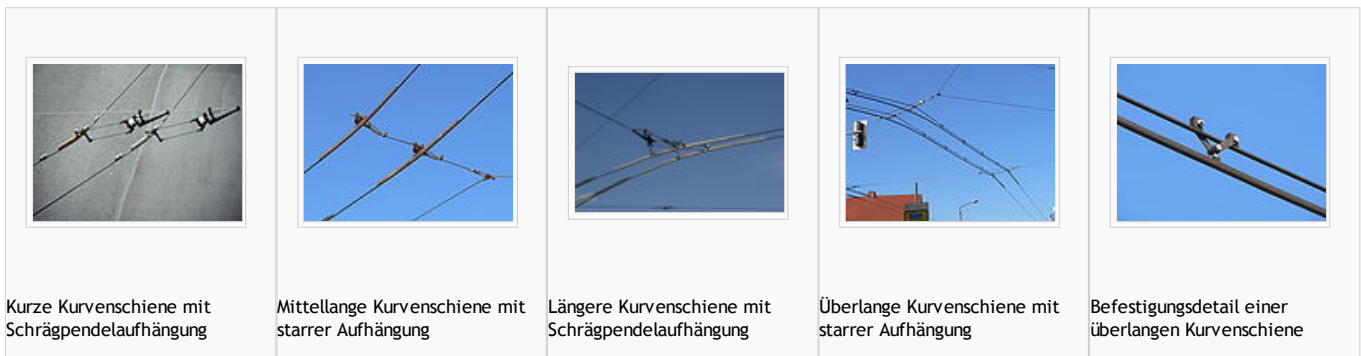 Kurze Kurvenschiene mit
Schrägpendelaufhängung
Mittellange Kurvenschiene mit
starrer Aufhängung
Längere Kurvenschiene mit
Schrägpendelaufhängung
Überlange Kurvenschiene mit
starrer Aufhängung
Befestigungsdetail einer
überlangen Kurvenschiene